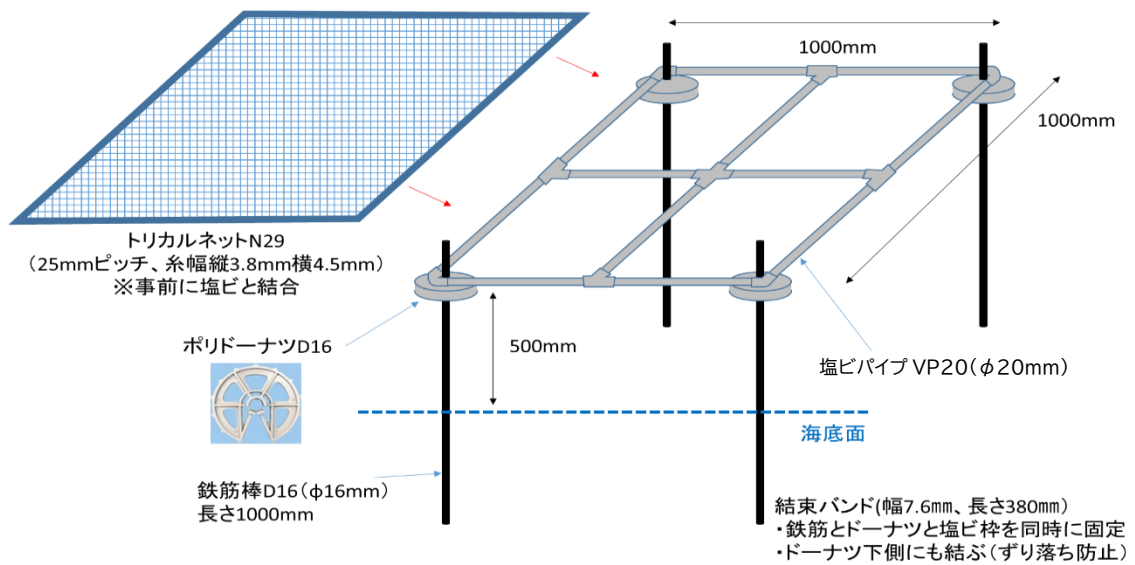 1000mm
1000mm
トリカルネットN29
（25mmピッチ、糸幅縦3.8mm横4.5mm）
※事前に塩ビと結合
ポリドーナツD16
500mm
塩ビパイプ VP20（φ20mm）
海底面
鉄筋棒D16（φ16mm）
長さ1000mm
結束バンド(幅7.6㎜、長さ380㎜)
・鉄筋とドーナツと塩ビ枠を同時に固定
・ドーナツ下側にも結ぶ（ずり落ち防止）